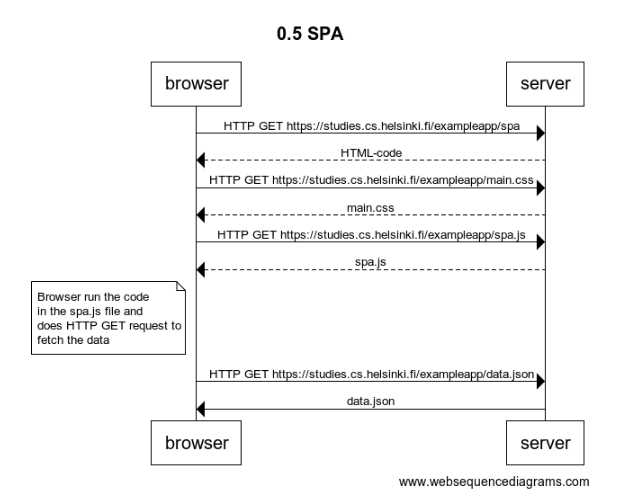 0.5 SPA
browser server
HTTP GET https://studies.cs.helsinki.fi/exampleapp/spa
HTML-code
HTTP GET https://studies.cs.helsinki.fi/exampleapp/main.css
main.css
HTTP GET https://studies.cs.helsinki.fi/exampleapp/spa.js
spa.js
Browser run the code
in the spa.js file and
does HTTP GET request to
fetch the data
HTTP GET https://studies.cs.helsinki.fi/exampleapp/data.json
data.json
browser server
www.websequencediagrams.com